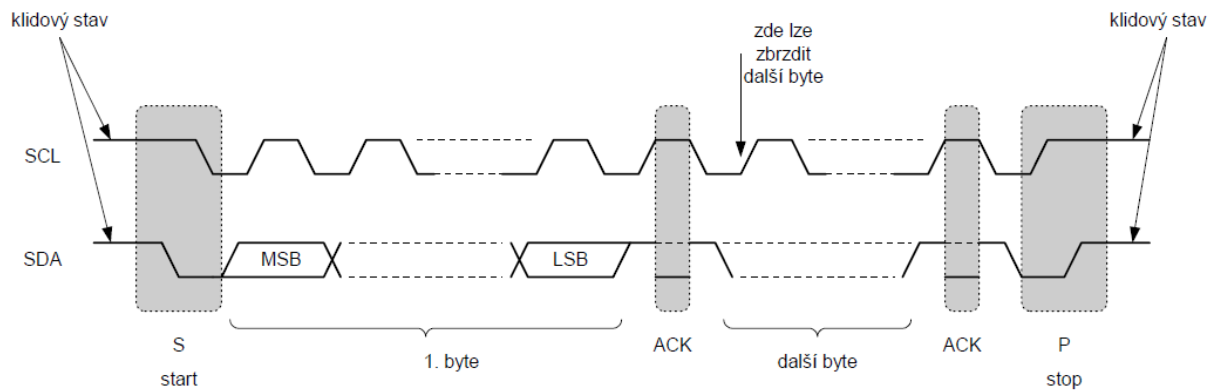 klidový stav
klidový stav
zde lze
zbrzdit
další byte
SCL
SDA
MSB
LSB
S
start
1. byte
ACK
další byte
ACK
P
stop